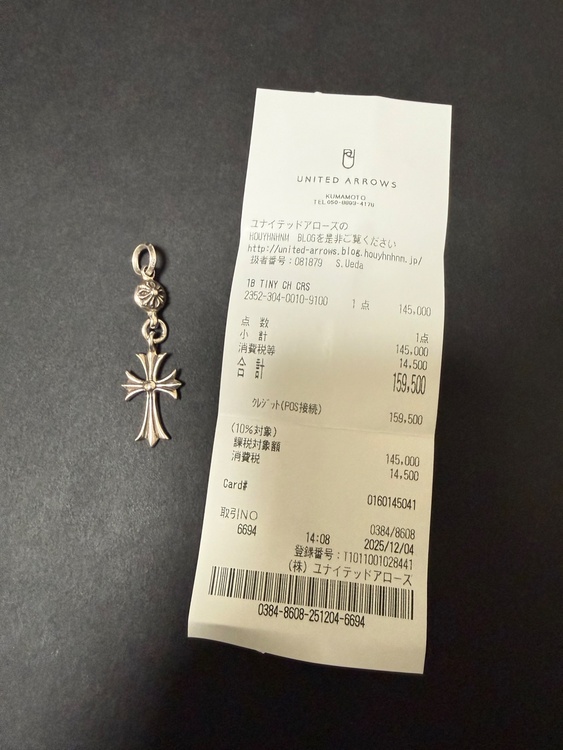 UNITED ARROWS
KUMAMOTO
TEL 050-8893-4170
ユナイテッドアローズの
HOUYHNHNM BLOGを是非ご覧ください
http://united-arrows.blog.houyhnhnm.jp/
扱者番号:081879 S.Ueda
1B TINY CH CRS
2352-304-0010-9100 1 点 145,000
点 数 1点
小 計 145,000
消費税等 14,500
合 計 159,500
クレジット(POS接続) 159,500
(10%対象)
課税対象額 145,000
消費税 14,500
Card# 0160145041
取引NO 0384/8608
6694 14:08 2025/12/04
登録番号:T1011001028441
(株) ユナイテッドアローズ
0384-8608-251204-6694